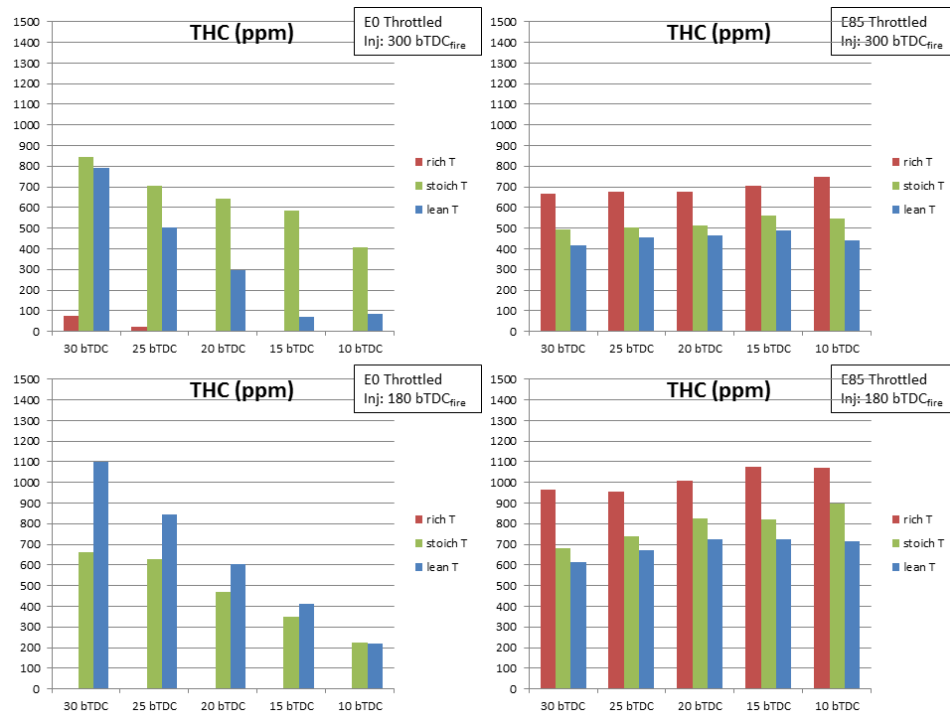 THC (ppm)
E0 Throttled
Inj: 300 bTDCfire
1500
1400
1300
1200
1100
1000
900
800
700
600
500
400
300
200
100
0
30 bTDC 25 bTDC 20 bTDC 15 bTDC 10 bTDC
rich T
stoich T
lean T
THC (ppm)
E85 Throttled
Inj: 300 bTDCfire
1500
1400
1300
1200
1100
1000
900
800
700
600
500
400
300
200
100
0
30 bTDC 25 bTDC 20 bTDC 15 bTDC 10 bTDC
rich T
stoich T
lean T
THC (ppm)
E0 Throttled
Inj: 180 bTDCfire
1500
1400
1300
1200
1100
1000
900
800
700
600
500
400
300
200
100
0
30 bTDC 25 bTDC 20 bTDC 15 bTDC 10 bTDC
rich T
stoich T
lean T
THC (ppm)
E85 Throttled
Inj: 180 bTDCfire
1500
1400
1300
1200
1100
1000
900
800
700
600
500
400
300
200
100
0
30 bTDC 25 bTDC 20 bTDC 15 bTDC 10 bTDC
rich T
stoich T
lean T